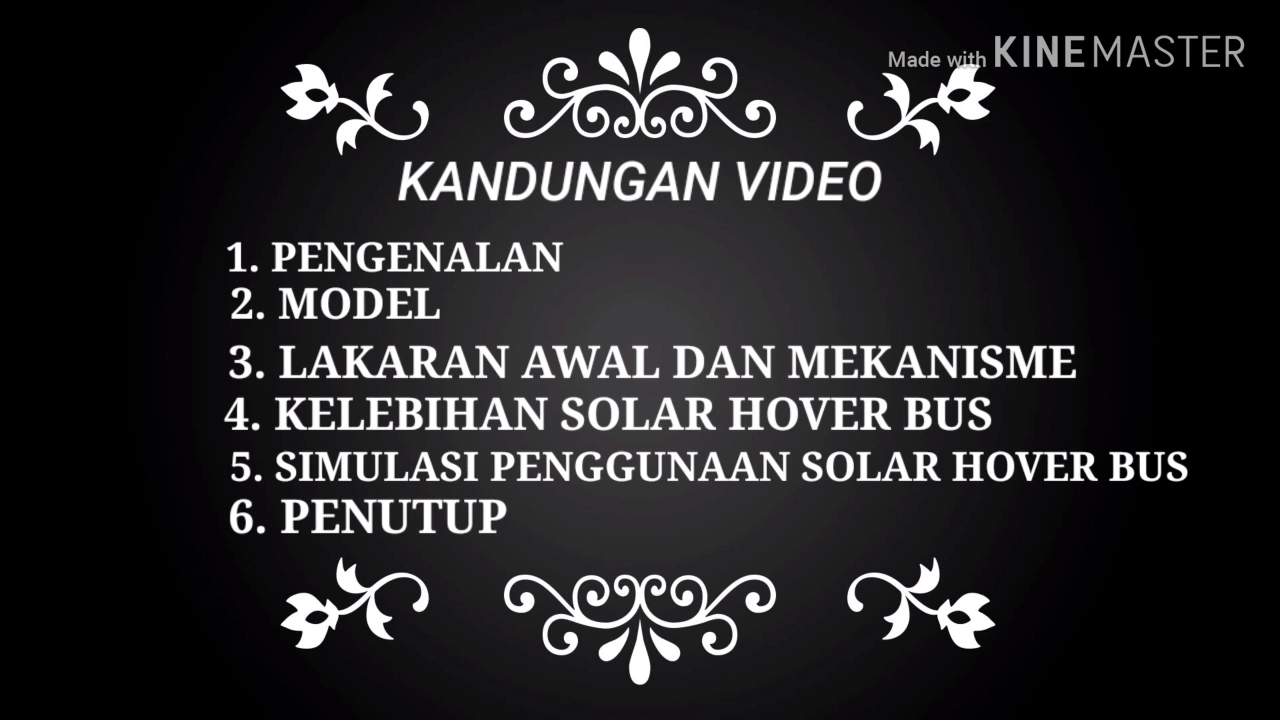 Made with KINEMASTER
KANDUNGAN VIDEO
1. PENGENALAN
2. MODEL
3. LAKARAN AWAL DAN MEKANISME
4. KELEBIHAN SOLAR HOVER BUS
5. SIMULASI PENGGUNAAN SOLAR HOVER BUS
6. PENUTUP